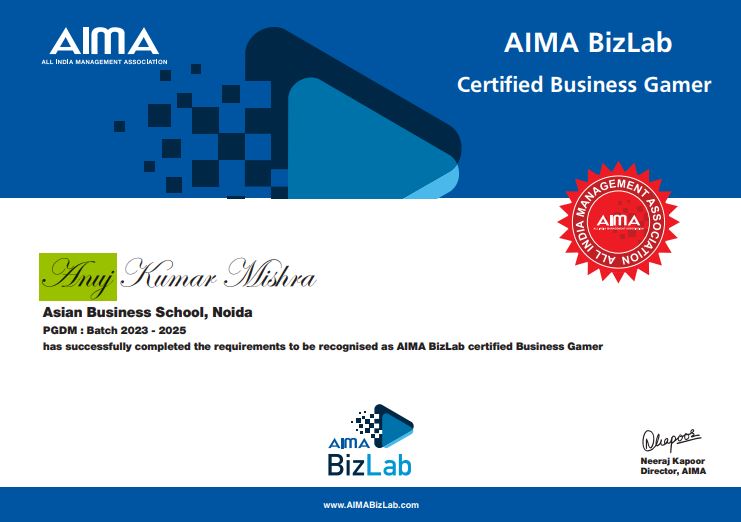 AIMA
ALL INDIA MANAGEMENT ASSOCIATION
AIMA BizLab
Certified Business Gamer
ALL INDIA MANAGEMENT ASSOCIATION
AIMA
Anuj Kumar Mishra
Asian Business School, Noida
PGDM : Batch 2023 - 2025
has successfully completed the requirements to be recognised as AIMA BizLab certified Business Gamer
AIMA
BizLab
Neeraj Kapoor
Director, AIMA
www.AIMABizLab.com